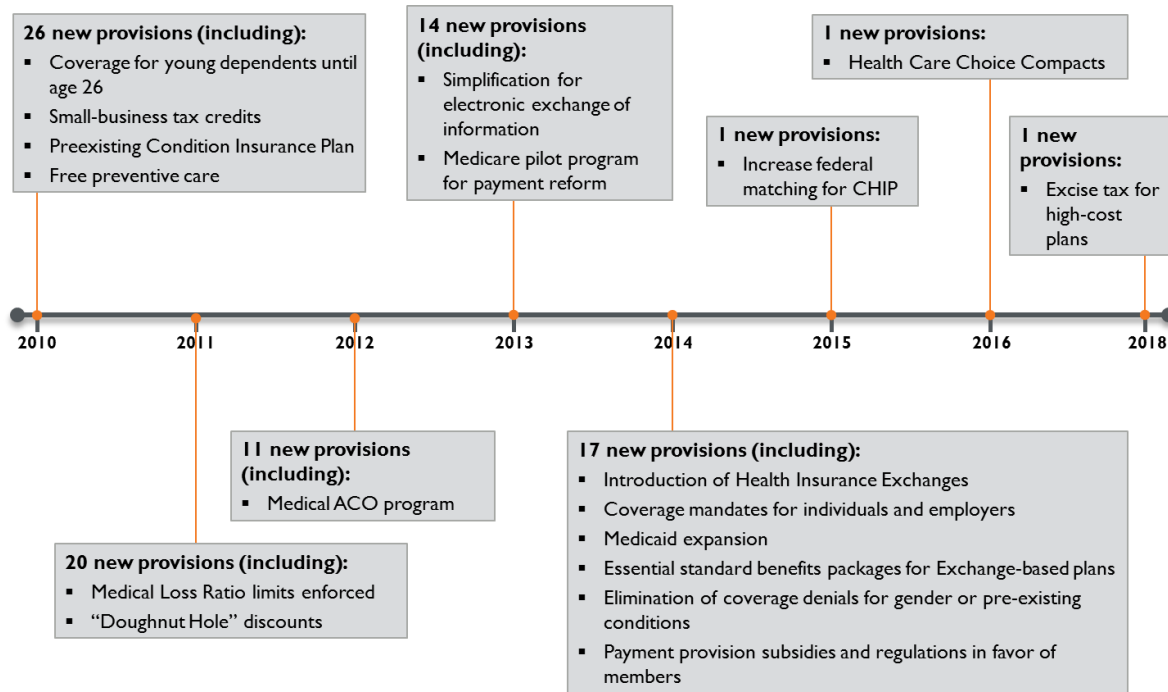 26 new provisions (including):
▪ Coverage for young dependents until
age 26
▪ Small-business tax credits
▪ Preexisting Condition Insurance Plan
▪ Free preventive care
14 new provisions
(including):
▪ Simplification for
electronic exchange of
information
▪ Medicare pilot program
for payment reform
1 new provisions:
▪ Increase federal
matching for CHIP
1 new provisions:
▪ Health Care Choice Compacts
1 new
provisions:
▪ Excise tax for
high-cost
plans
2010
2011
2012
2013
2014
2015
2016
2018
20 new provisions (including):
▪ Medical Loss Ratio limits enforced
▪ “Doughnut Hole” discounts
11 new provisions
(including):
▪ Medical ACO program
17 new provisions (including):
▪ Introduction of Health Insurance Exchanges
▪ Coverage mandates for individuals and employers
▪ Medicaid expansion
▪ Essential standard benefits packages for Exchange-based plans
▪ Elimination of coverage denials for gender or pre-existing
conditions
▪ Payment provision subsidies and regulations in favor of
members